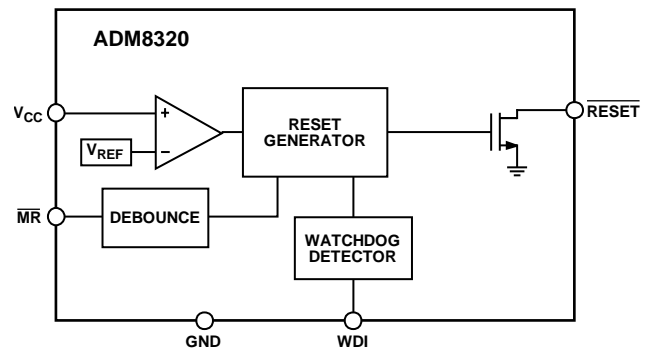 ADM8320
VCC
+
VREF
−
RESET
GENERATOR
RESET
MR
DEBOUNCE
WATCHDOG
DETECTOR
GND
WDI